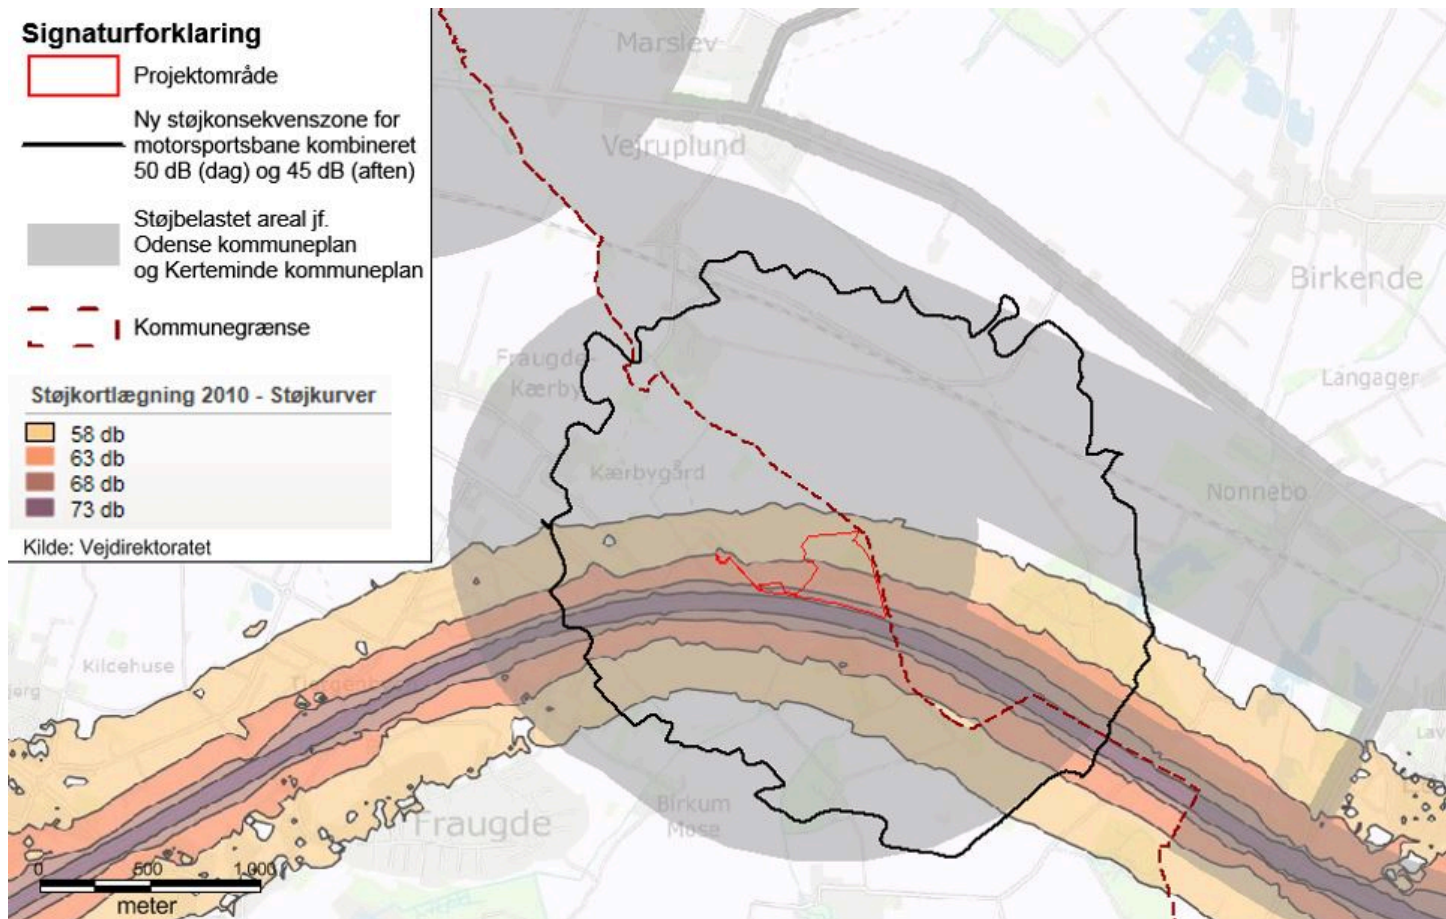 Signaturforklaring
Projektområde
Ny støjkonsekvenszone for
motorsportsbane kombineret
50 dB (dag) og 45 dB (aften)
Støjbelastet areal jf.
Odense kommuneplan
og Kerteminde kommuneplan
Kommunegrænse
Støjkortlægning 2010 - Støjkurver
58 db
63 db
68 db
73 db
Kilde: Vejdirektoratet
Marslev
Vejruplund
Birkende
Fraugde-
Kærby
Langager
Kærbygård
Nonnebo
Kilcehuse
Birkum
Mose
Fraugde
0 500 1.000
meter